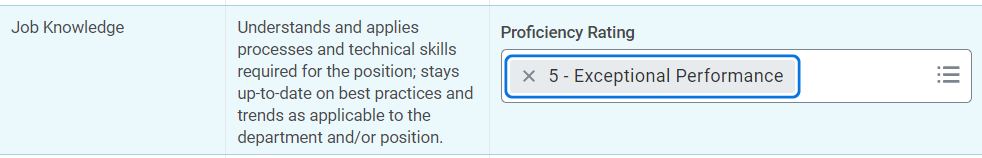 Job Knowledge
Understands and applies
processes and technical skills
required for the position; stays
up-to-date on best practices and
trends as applicable to the
department and/or position.
Proficiency Rating
× 5 - Exceptional Performance